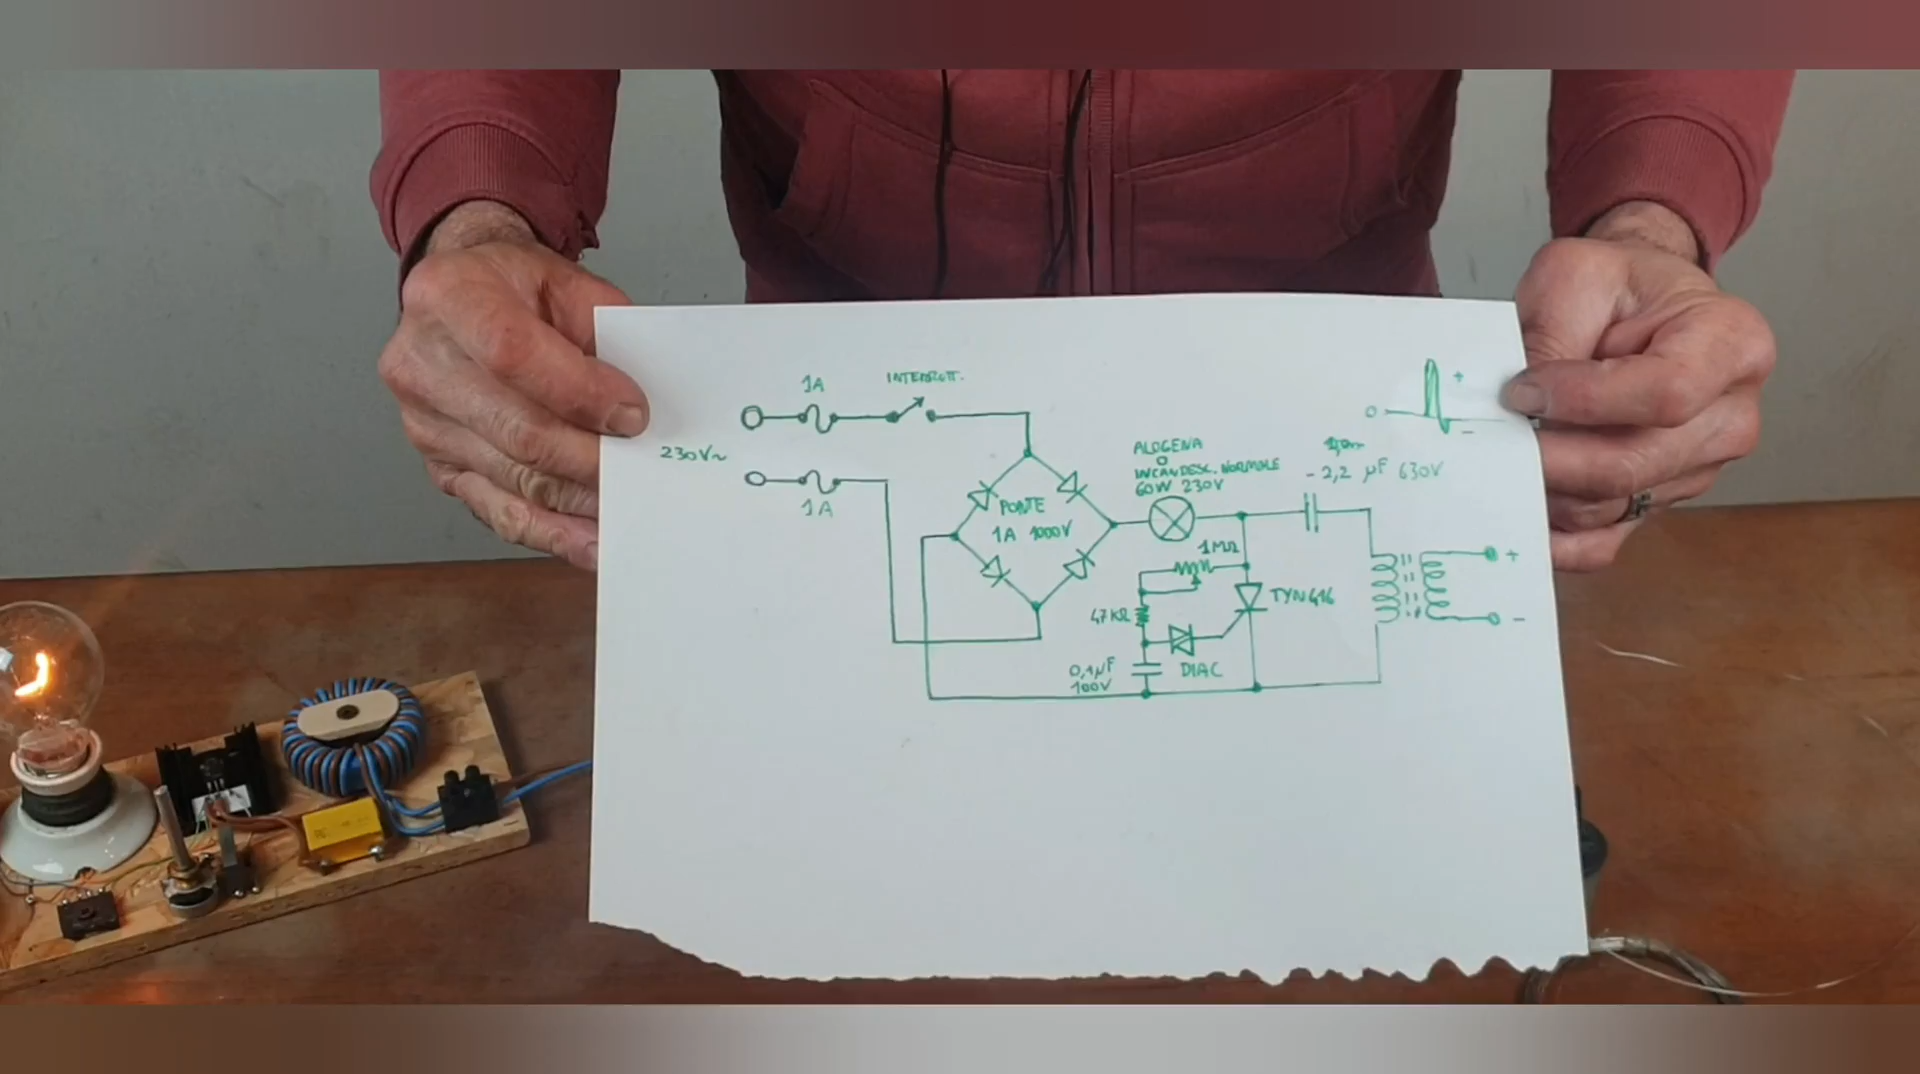 1A
INTERRUTT.
230V~
1A
+
0
-
ALOGENA
O
INCANDESC. NORMALE
60W 230V
2,2 µF 630V
PONTE
1A 1000V
1MΩ
47KΩ
TYN616
+
-
0,1µF
100V
DIAC